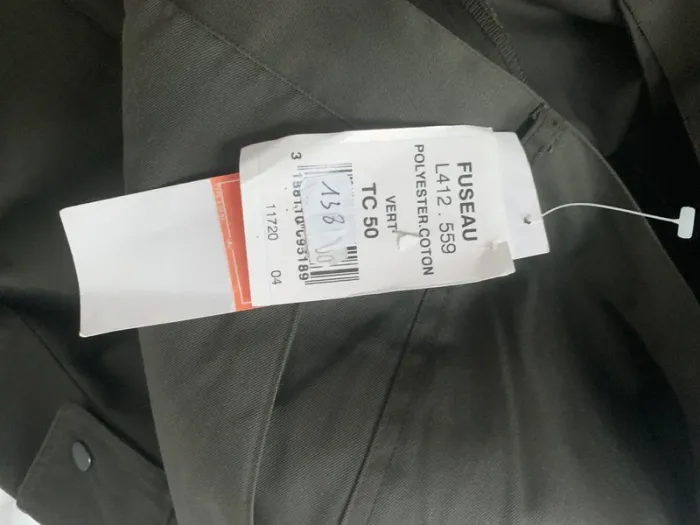 FUSEAU
L412.559
POLYESTER.COTON
VERT
TC 50
138
11720 04